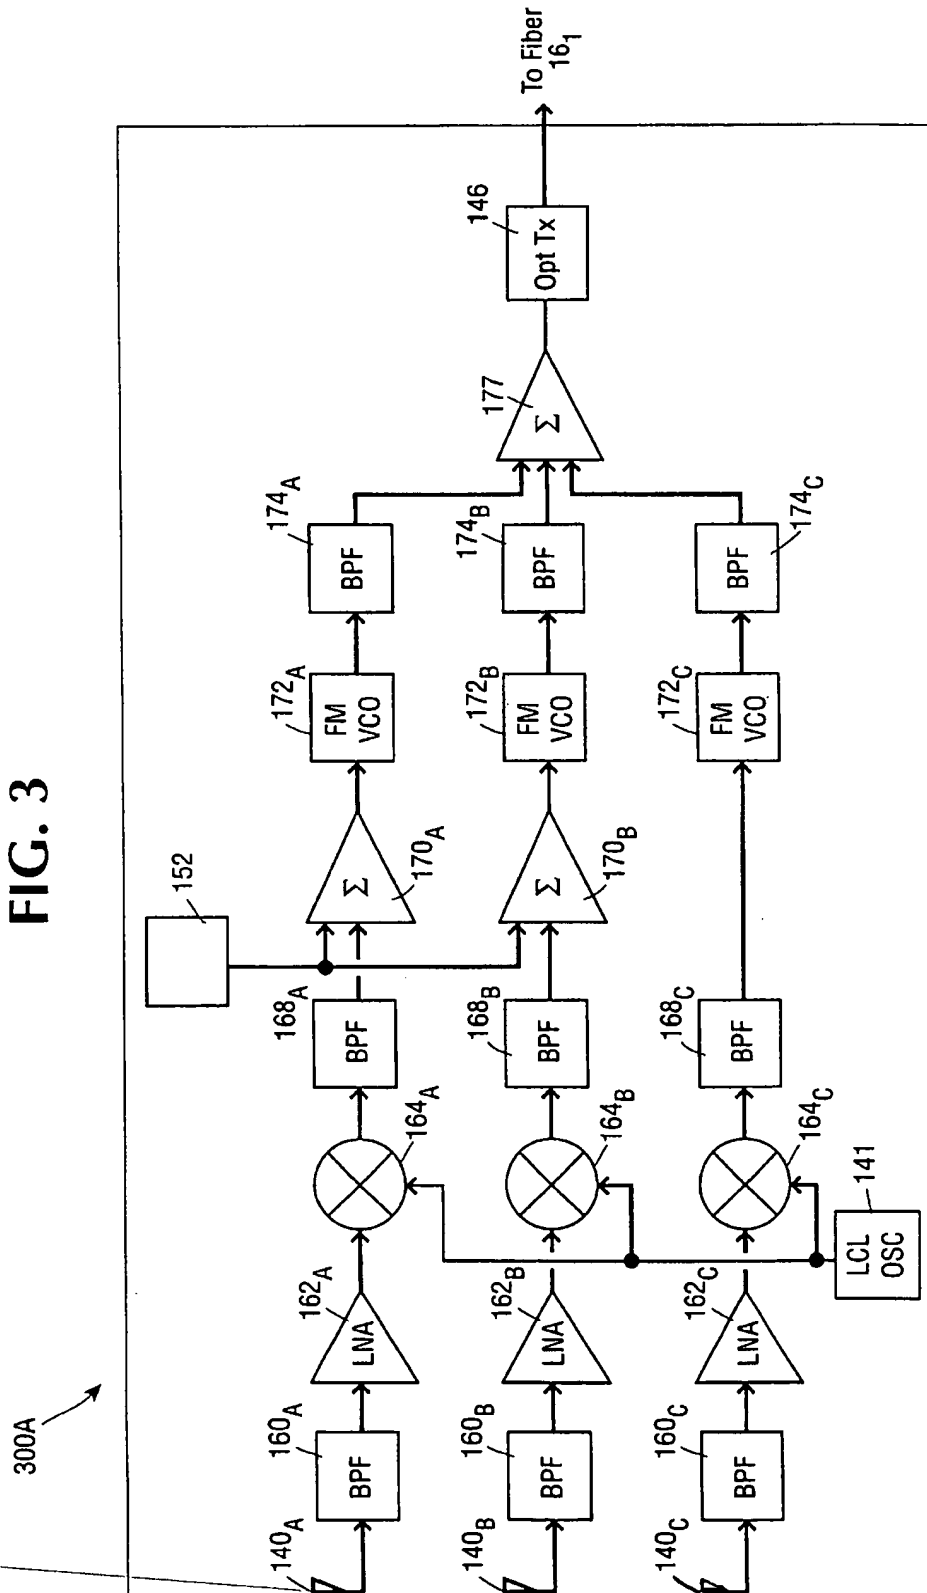 FIG. 3
300A
140A
160A
BPF
162A
LNA
164A
168A
BPF
152
Σ
170A
172A
FM
VCO
174A
BPF
140B
160B
BPF
162B
LNA
164B
168B
BPF
Σ
170B
172B
FM
VCO
174B
BPF
177
Σ
146
Opt Tx
To Fiber
161
140C
160C
BPF
162C
LNA
164C
168C
BPF
172C
FM
VCO
174C
BPF
141
LCL
OSC